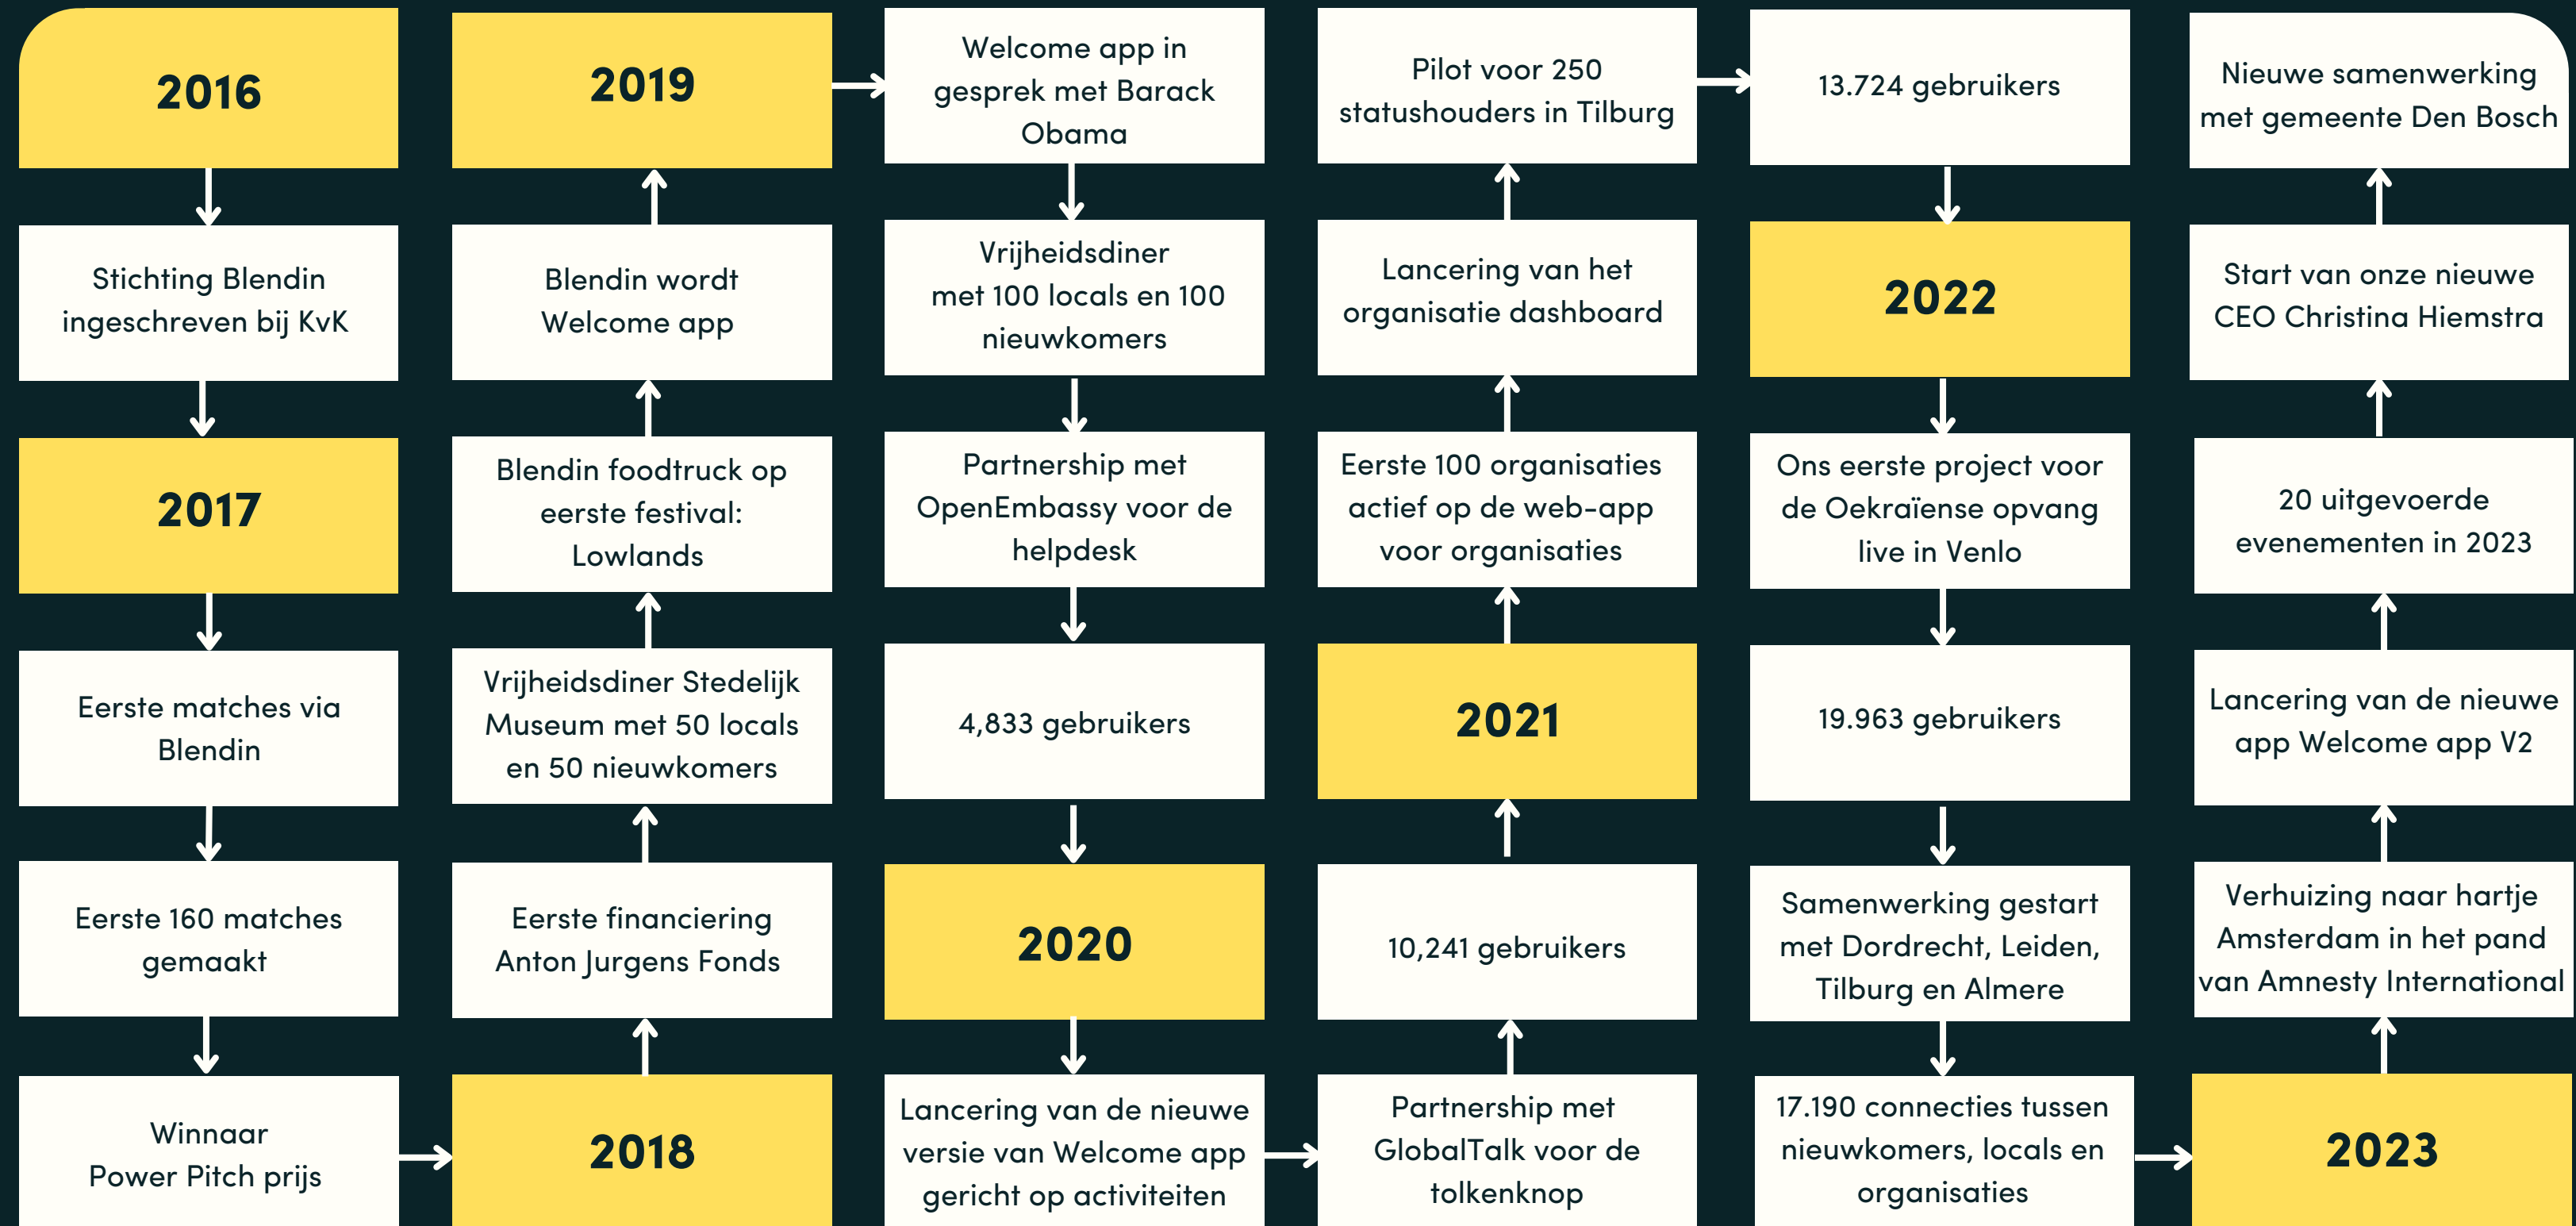 2016
Stichting Blendin
ingeschreven bij KvK
2017
Eerste matches via
Blendin
Eerste 160 matches
gemaakt
Winnaar
Power Pitch prijs
2018
Eerste financiering
Anton Jurgens Fonds
Vrijheidsdiner Stedelijk
Museum met 50 locals
en 50 nieuwkomers
Blendin foodtruck op
eerste festival:
Lowlands
Blendin wordt
Welcome app
2019
Welcome app in
gesprek met Barack
Obama
Vrijheidsdiner
met 100 locals en 100
nieuwkomers
Partnership met
OpenEmbassy voor de
helpdesk
4,833 gebruikers
2020
Lancering van de nieuwe
versie van Welcome app
gericht op activiteiten
Partnership met
GlobalTalk voor de
tolkenknop
10,241 gebruikers
2021
Eerste 100 organisaties
actief op de web-app
voor organisaties
Lancering van het
organisatie dashboard
Pilot voor 250
statushouders in Tilburg
13.724 gebruikers
2022
Ons eerste project voor
de Oekraïense opvang
live in Venlo
19.963 gebruikers
Samenwerking gestart
met Dordrecht, Leiden,
Tilburg en Almere
17.190 connecties tussen
nieuwkomers, locals en
organisaties
2023
Verhuizing naar hartje
Amsterdam in het pand
van Amnesty International
Lancering van de nieuwe
app Welcome app V2
20 uitgevoerde
evenementen in 2023
Start van onze nieuwe
CEO Christina Hiemstra
Nieuwe samenwerking
met gemeente Den Bosch